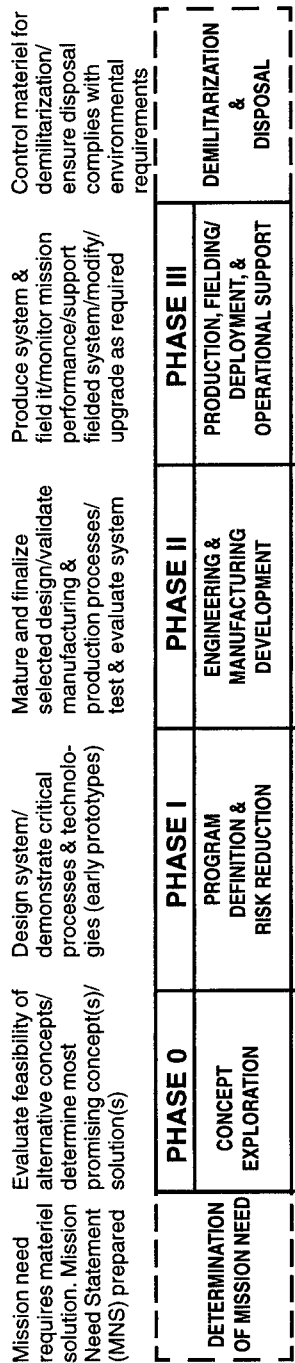 Mission need
requires materiel
solution. Mission
Need Statement
(MNS) prepared
Evaluate feasibility of
alternative concepts/
determine most
promising concept(s)/
solution(s)
Design system/
demonstrate critical
processes & technolo-
gies (early prototypes)
Mature and finalize
selected design/validate
manufacturing &
production processes/
test & evaluate system
Produce system &
field it/monitor mission
performance/support
fielded system/modify/
upgrade as required
Control materiel for
demilitarization/
ensure disposal
complies with
environmental
requirements
DETERMINATION
OF MISSION NEED
PHASE 0
CONCEPT
EXPLORATION
PHASE I
PROGRAM
DEFINITION &
RISK REDUCTION
PHASE II
ENGINEERING &
MANUFACTURING
DEVELOPMENT
PHASE III
PRODUCTION, FIELDING/
DEPLOYMENT, &
OPERATIONAL SUPPORT
DEMILITARIZATION
&
DISPOSAL